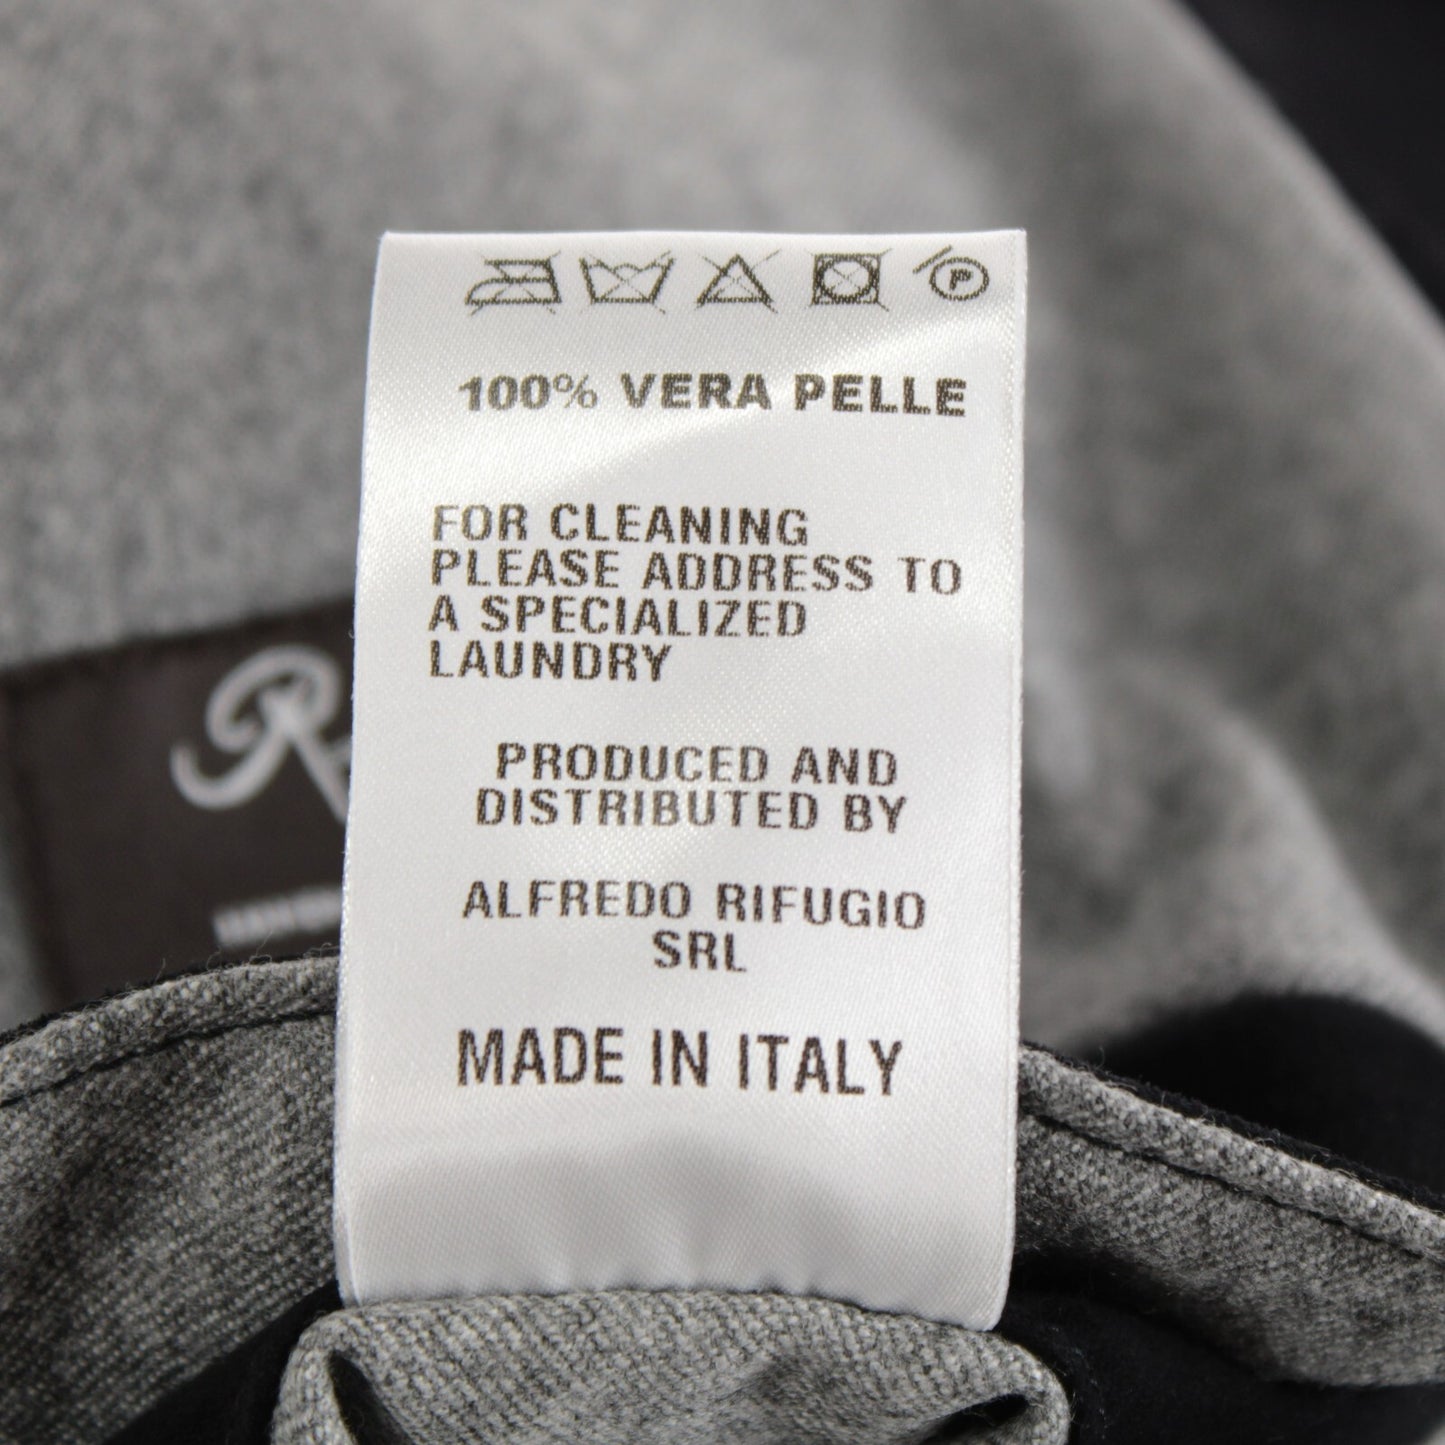 P
100% VERA PELLE
FOR CLEANING
PLEASE ADDRESS TO
A SPECIALIZED
LAUNDRY
PRODUCED AND
DISTRIBUTED BY
ALFREDO RIFUGIO
SRL
MADE IN ITALY